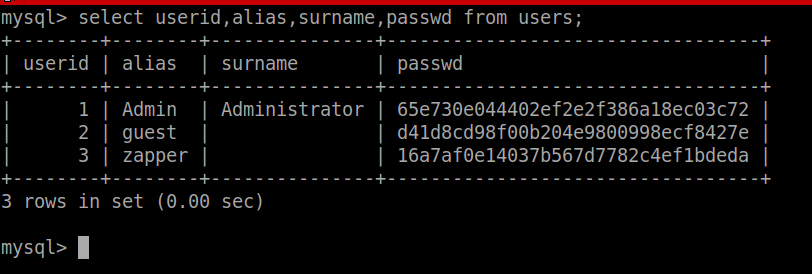 mysql> select userid,alias,surname,passwd from users;
+--------+--------+---------------+----------------------------------+
| userid | alias  | surname       | passwd                           |
+--------+--------+---------------+----------------------------------+
|      1 | Admin  | Administrator | 65e730e044402ef2e2f386a18ec03c72 |
|      2 | guest  |               | d41d8cd98f00b204e9800998ecf8427e |
|      3 | zapper |               | 16a7af0e14037b567d7782c4ef1bdeda |
+--------+--------+---------------+----------------------------------+
3 rows in set (0.00 sec)
mysql>